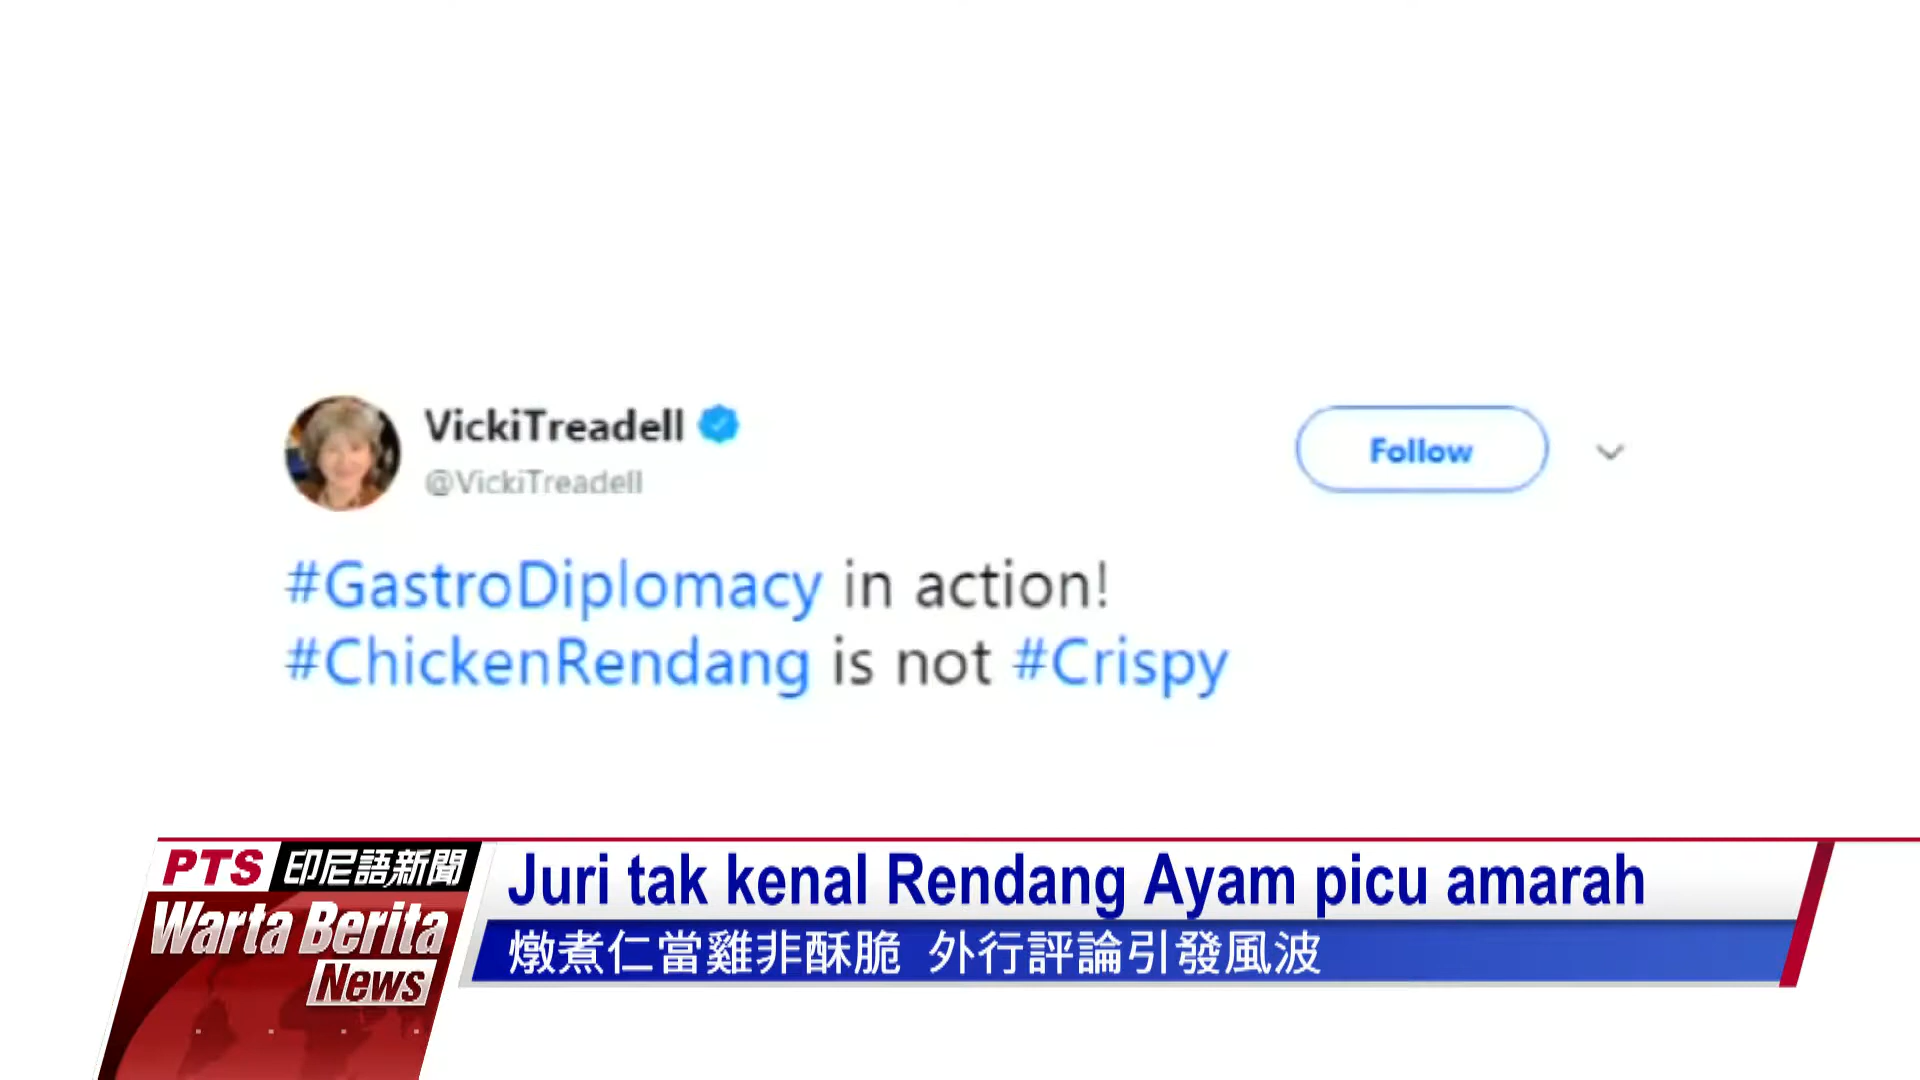 VickiTreadell
@VickiTreadell
Follow
#GastroDiplomacy in action!
#ChickenRendang is not #Crispy
PTS 印尼語新聞
Warta Berita
News
Juri tak kenal Rendang Ayam picu amarah
燉煮仁當雞非酥脆 外行評論引發風波